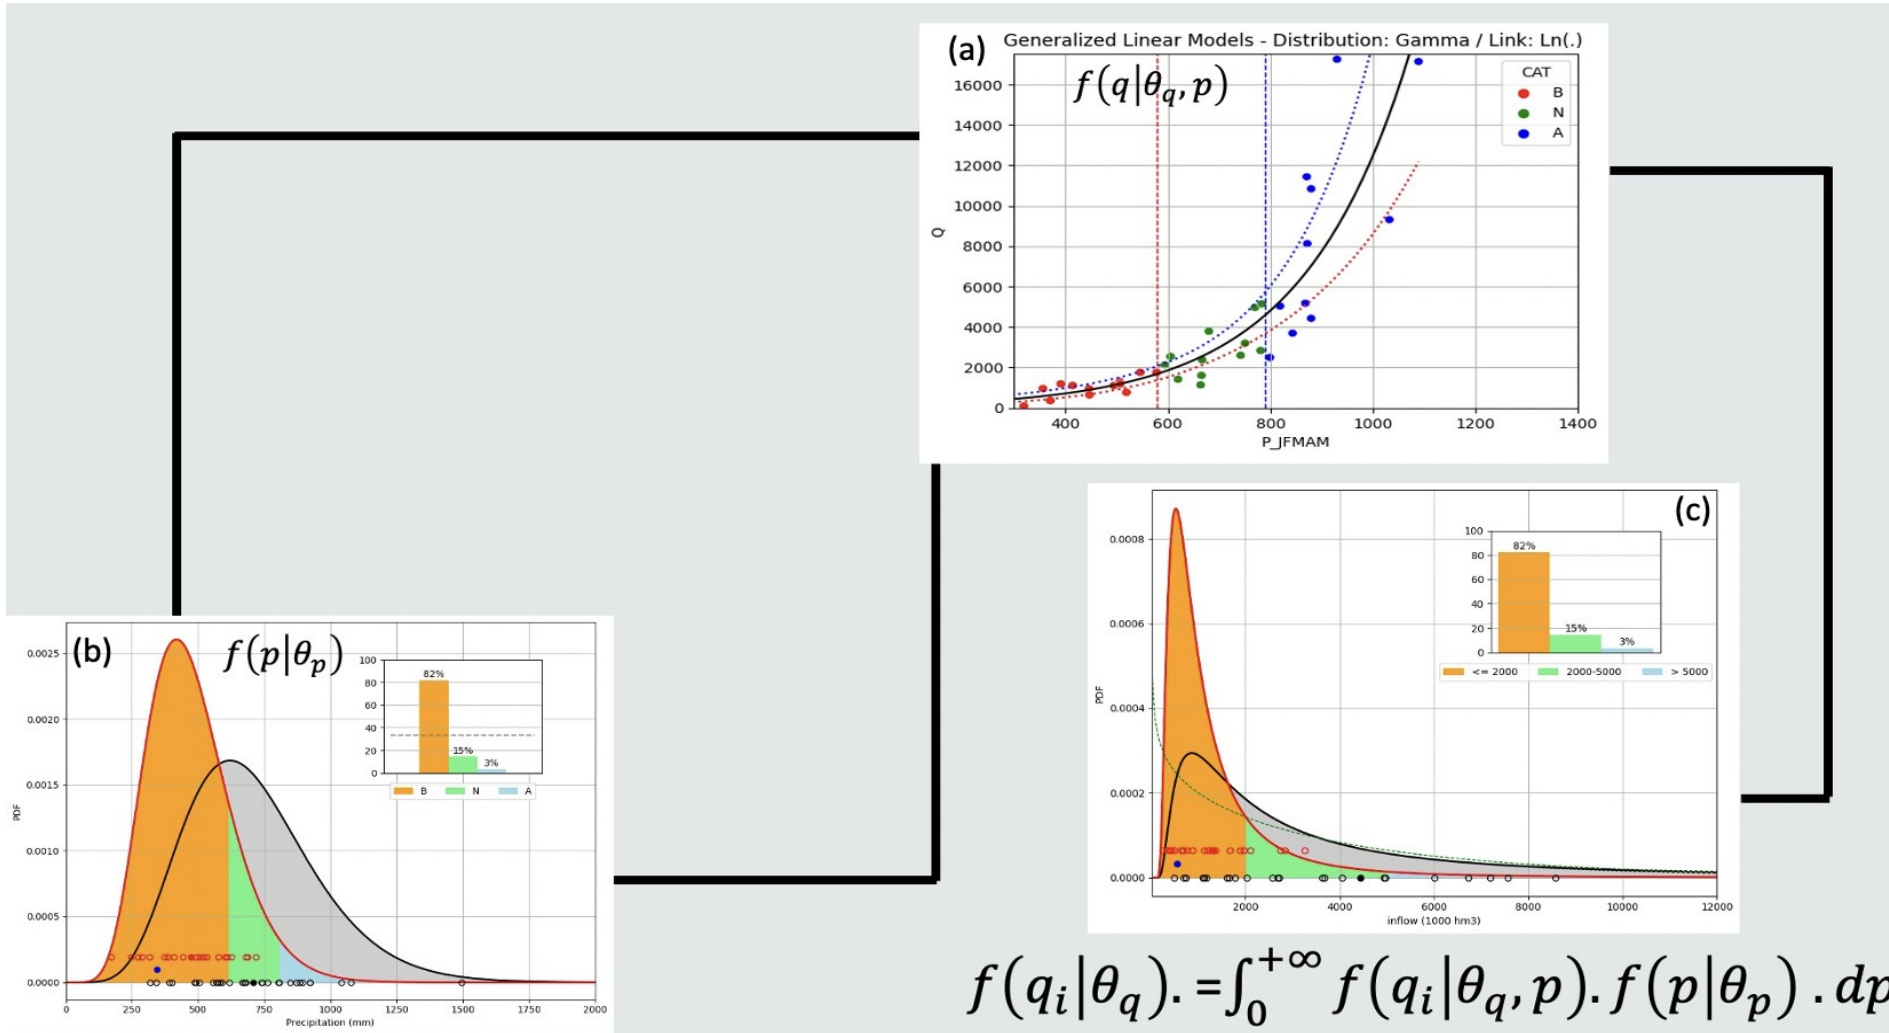 (a) Generalized Linear Models - Distribution: Gamma / Link: Ln(.)
f(q|θq, p)
CAT
B
N
A
16000
14000
12000
10000
8000
6000
4000
2000
0
Q
400 600 800 1000 1200 1400
P_JFMAM
(b)
f(p|θp)
0.0025
0.0020
0.0015
0.0010
0.0005
0.0000
PDF
100
80
60
40
20
0
82%
15%
3%
B N A
0 250 500 750 1000 1250 1500 1750 2000
Precipitation (mm)
(c)
0.0008
0.0006
0.0004
0.0002
0.0000
PDF
100
80
60
40
20
0
82%
15%
3%
<= 2000 2000-5000 > 5000
2000 4000 6000 8000 10000 12000
inflow (1000 hm3)
f(qi|θq). =∫0+∞ f(qi|θq, p). f(p|θp) . dp